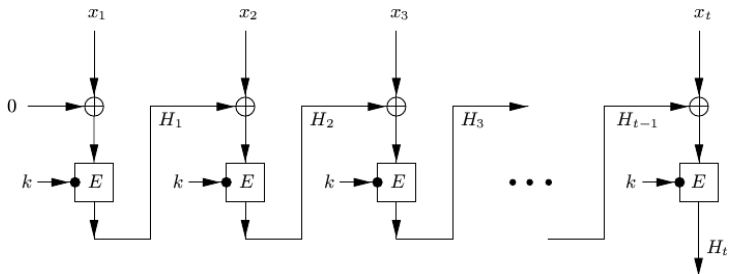 x₁ x₂ x₃ xₜ
0 H₁ H₂ H₃ Hₜ₋₁
k E k E k E • • • k E
Hₜ